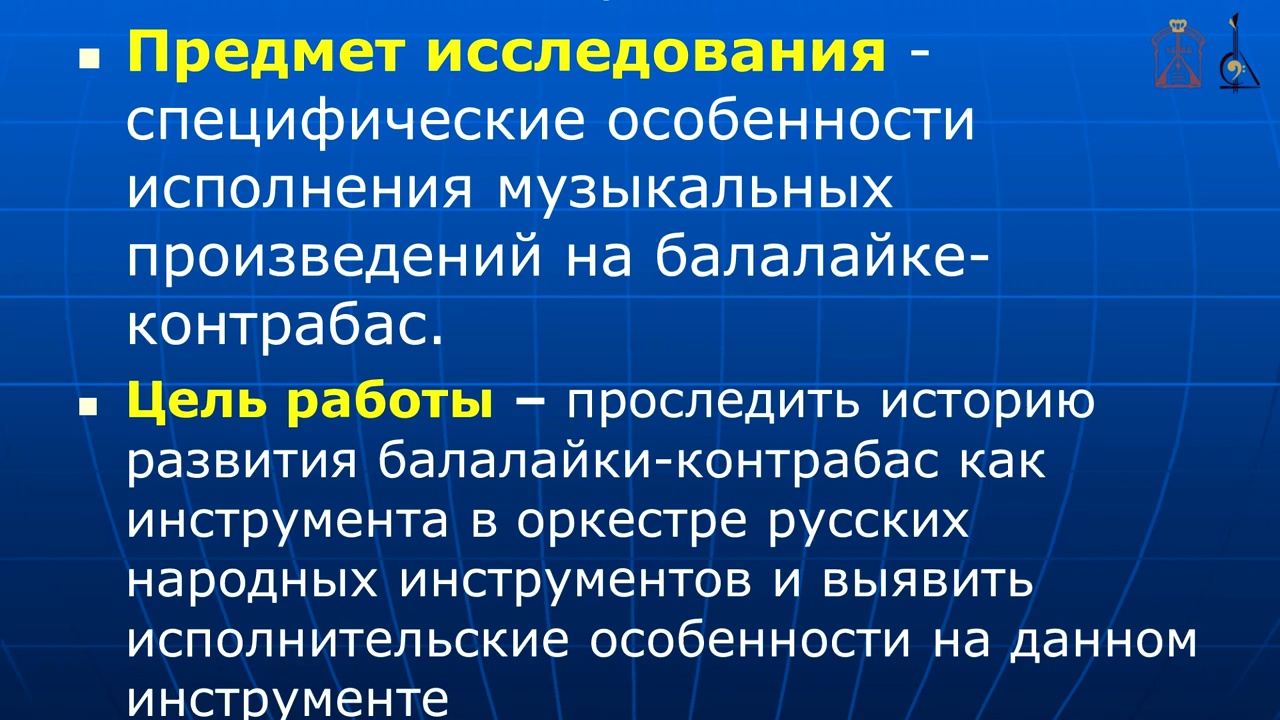 Предмет исследования -
специфические особенности
исполнения музыкальных
произведений на балалайке-
контрабас.
Цель работы – проследить историю
развития балалайки-контрабас как
инструмента в оркестре русских
народных инструментов и выявить
исполнительские особенности на данном
инструменте